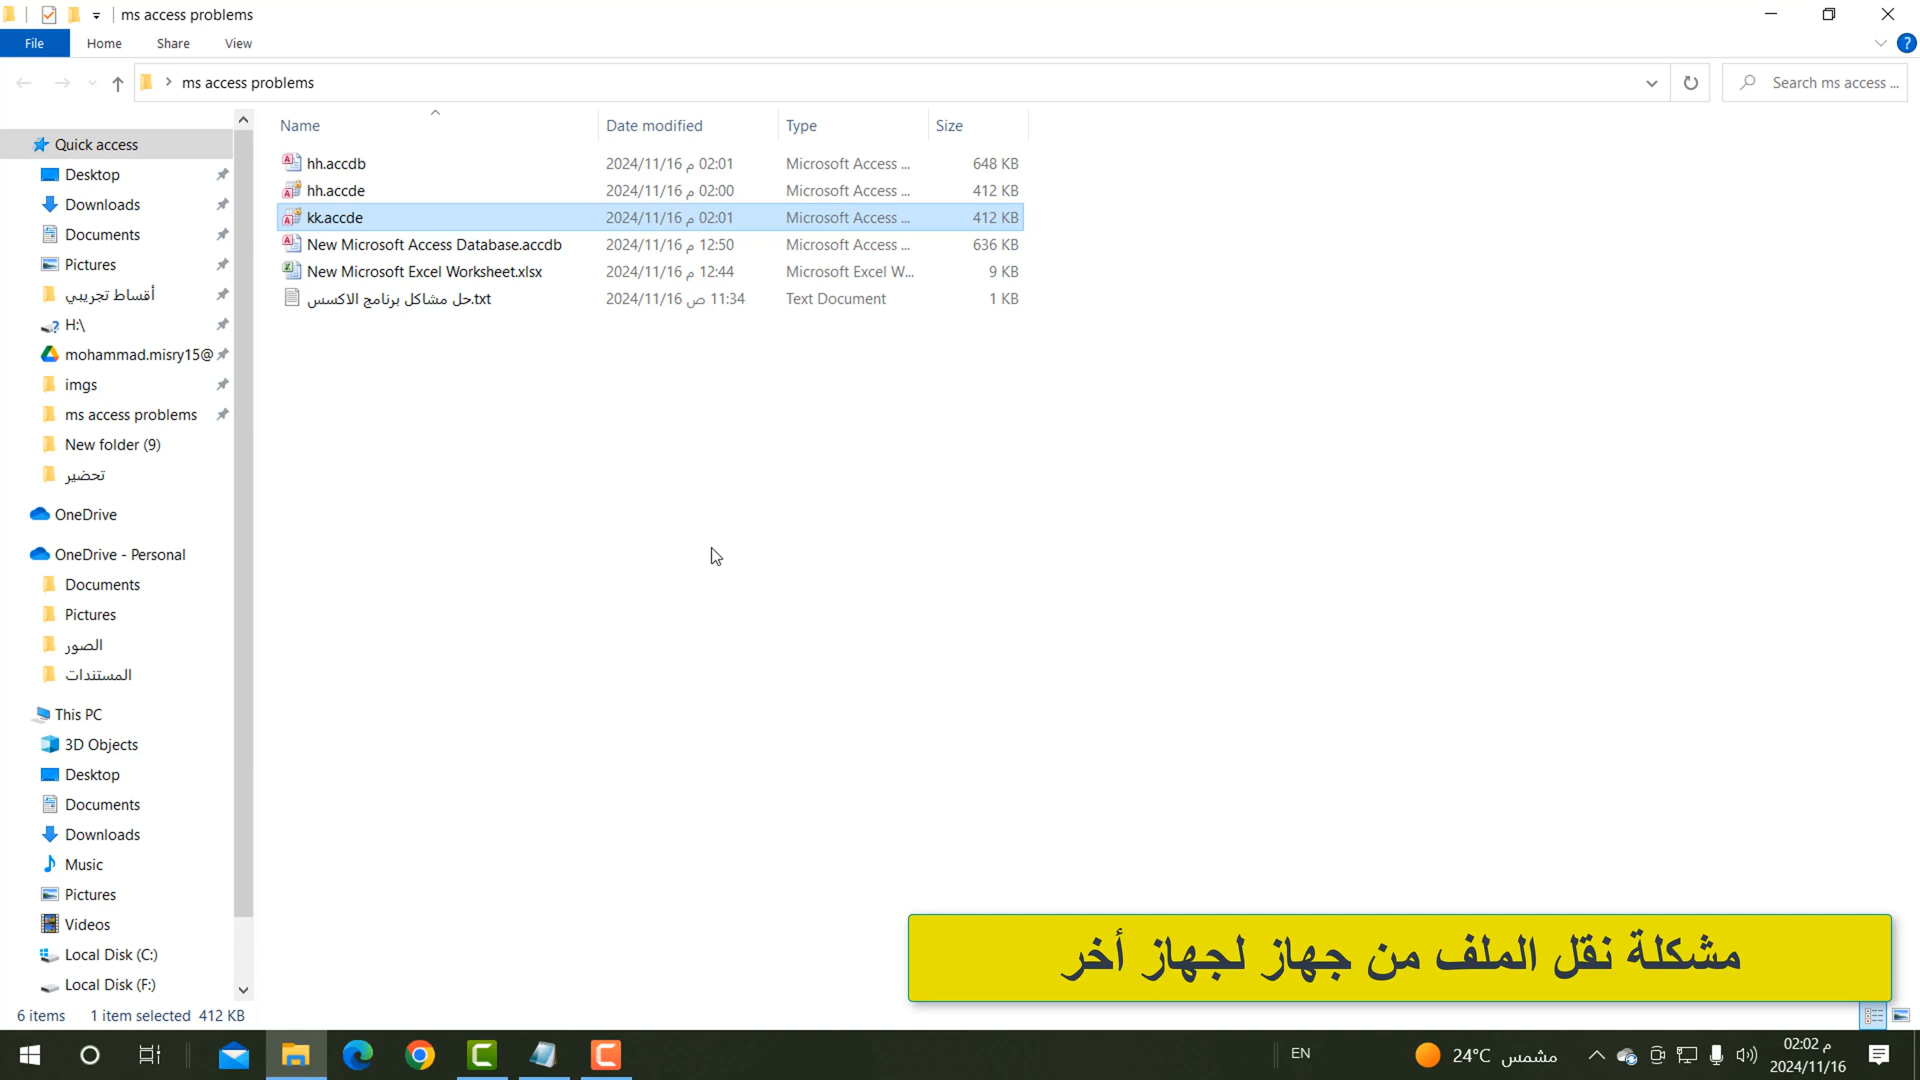 ms access problems
File Home Share View
ms access problems
Search ms access ...
Name Date modified Type Size
hh.accdb 2024/11/16 02:01 م Microsoft Access ... 648 KB
hh.accde 2024/11/16 02:00 م Microsoft Access ... 412 KB
kk.accde 2024/11/16 02:01 م Microsoft Access ... 412 KB
New Microsoft Access Database.accdb 2024/11/16 12:50 م Microsoft Access ... 636 KB
New Microsoft Excel Worksheet.xlsx 2024/11/16 12:44 م Microsoft Excel W... 9 KB
حل مشاكل برنامج الاكسس.txt 2024/11/16 11:34 ص Text Document 1 KB
Quick access
Desktop
Downloads
Documents
Pictures
أقساط تجريبي
H:\
mohammad.misry15@
imgs
ms access problems
New folder (9)
تحضير
OneDrive
OneDrive - Personal
Documents
Pictures
الصور
المستندات
This PC
3D Objects
Desktop
Documents
Downloads
Music
Pictures
Videos
Local Disk (C:)
Local Disk (F:)
مشكلة نقل الملف من جهاز لجهاز أخر
6 items 1 item selected 412 KB
EN
24°C مشمس
02:02 م
2024/11/16